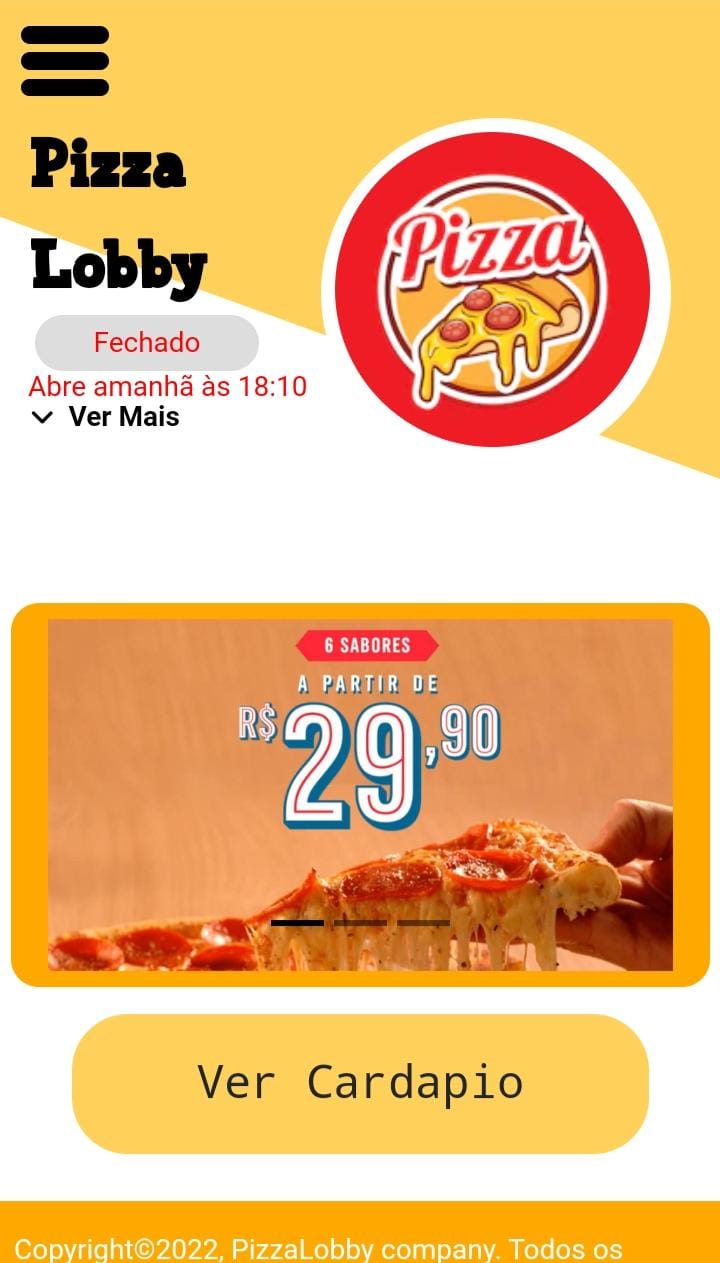 Pizza
Lobby
Pizza
Fechado
Abre amanhã às 18:10
Ver Mais
6 SABORES
A PARTIR DE
R$ 29,90
Ver Cardapio
Copyright©2022, PizzaLobby company. Todos os